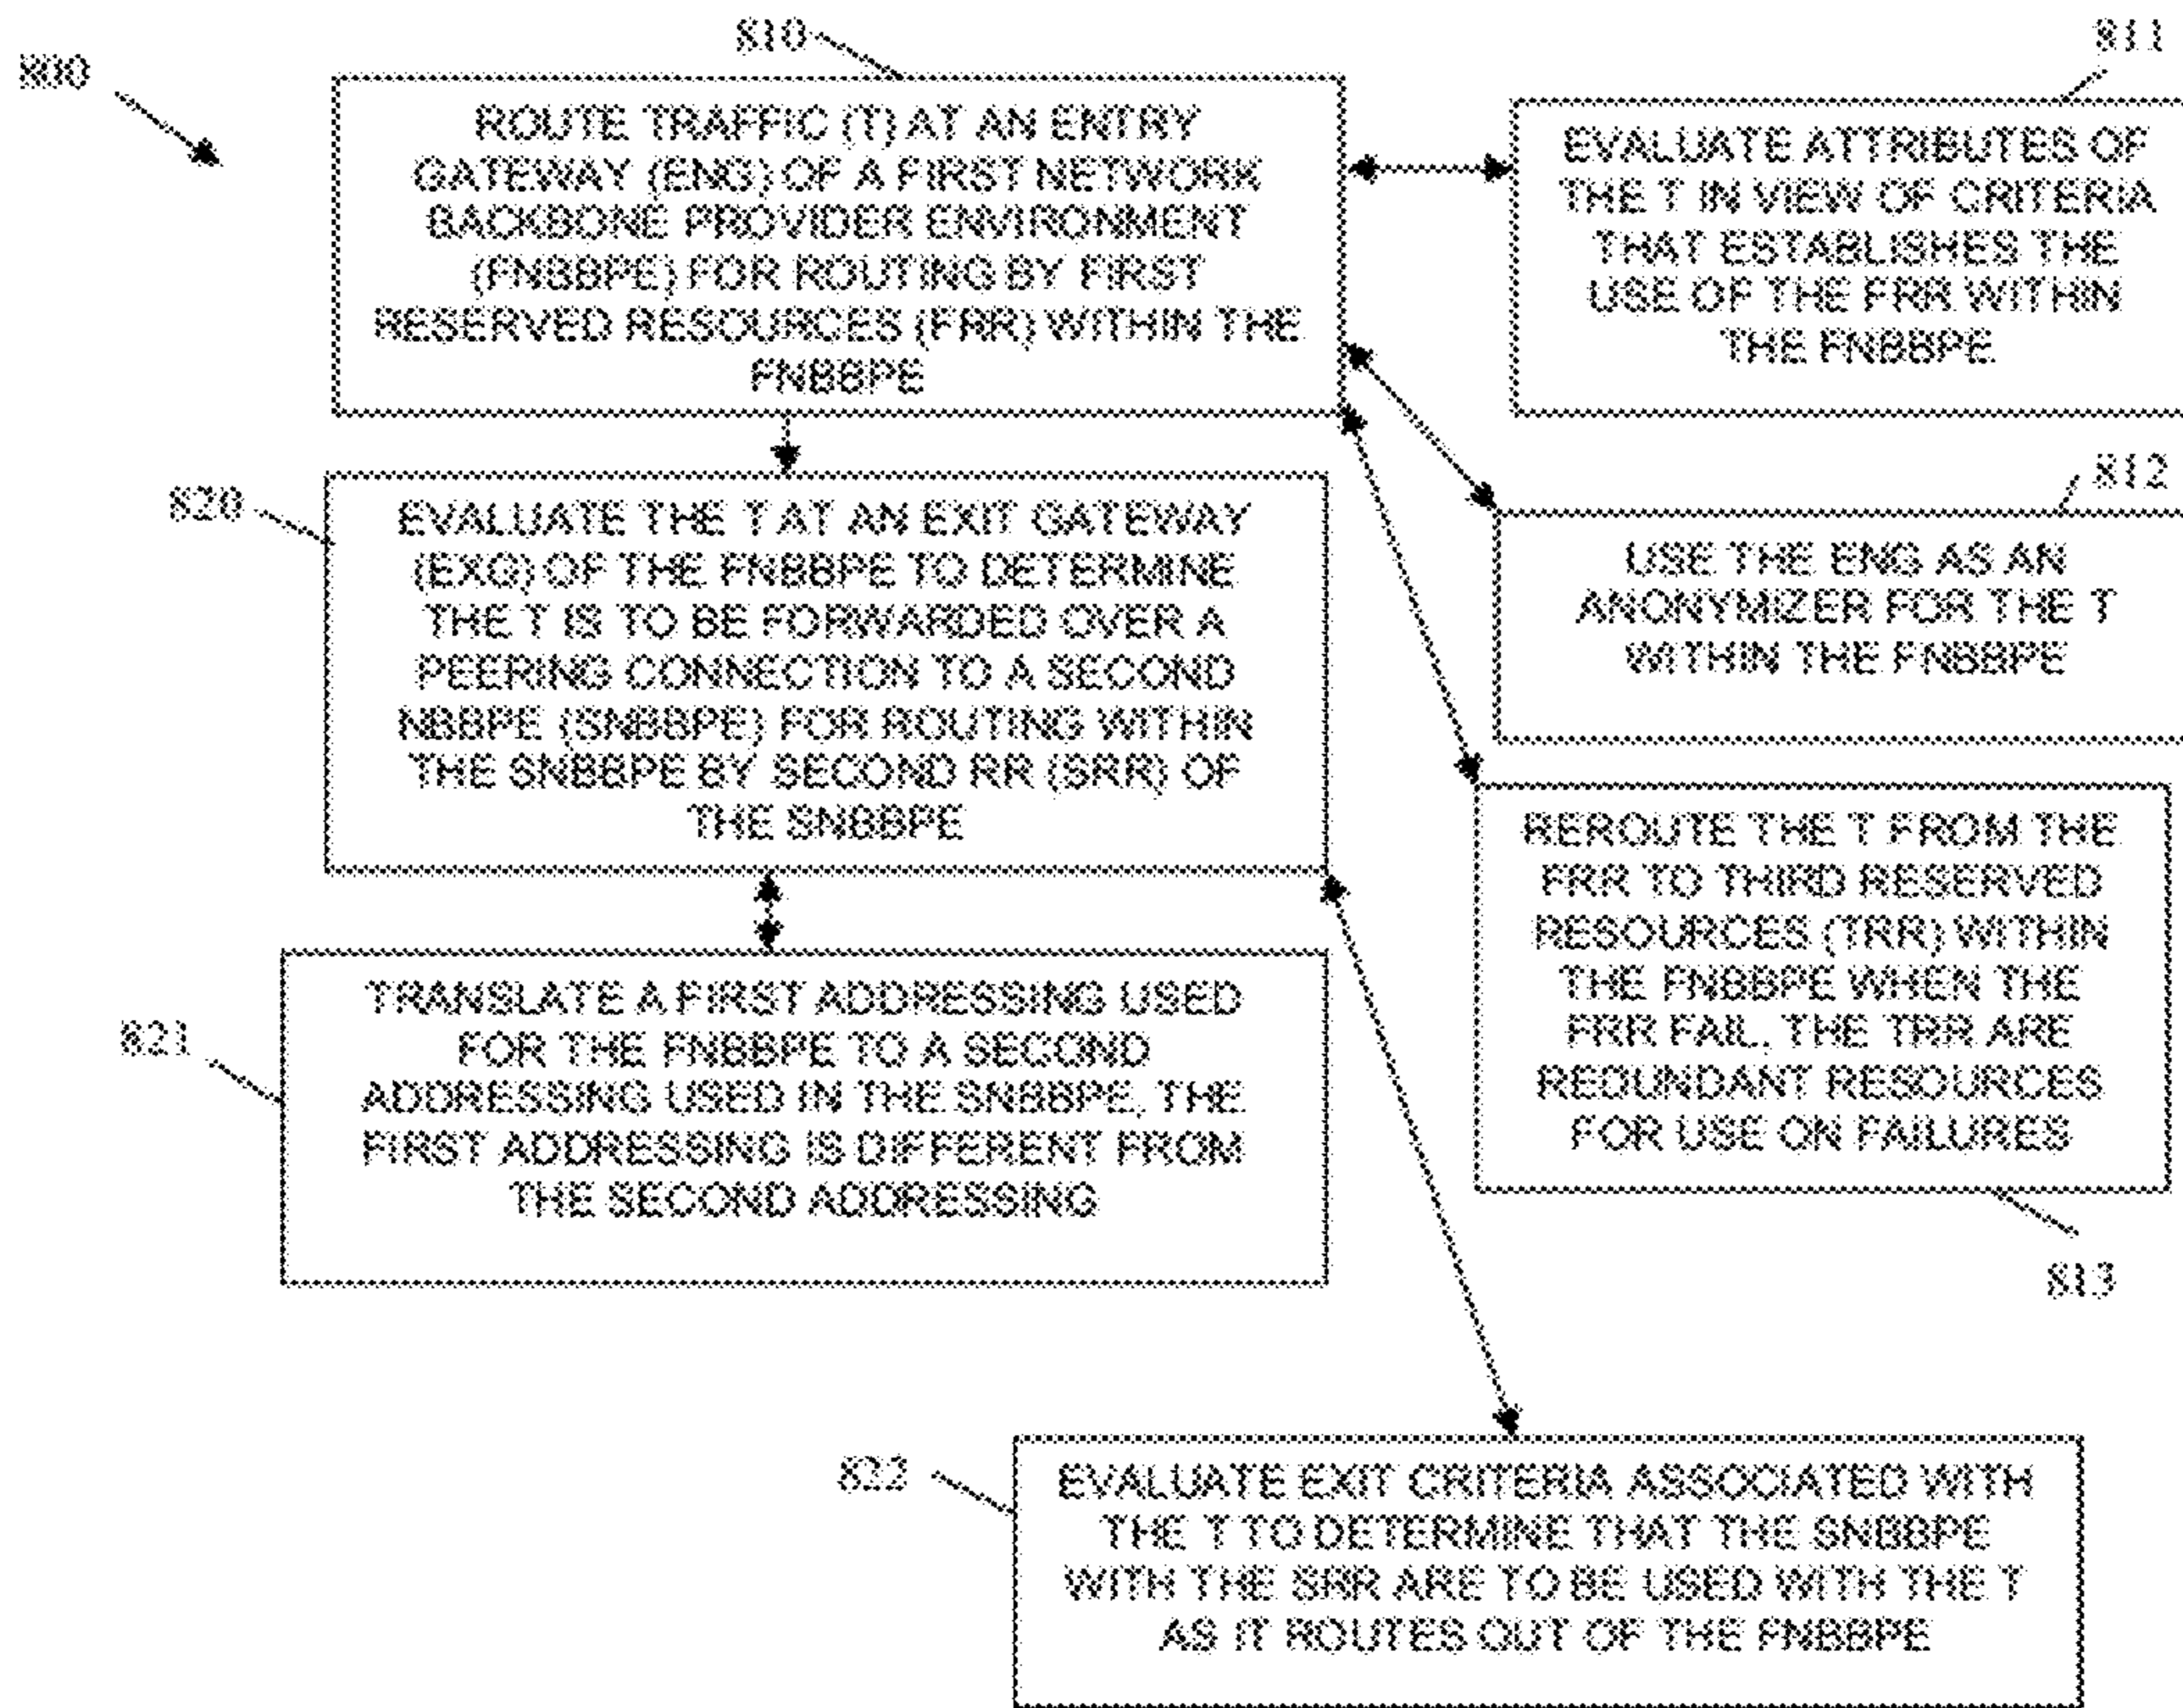 800
810
ROUTE TRAFFIC (T) AT AN ENTRY
GATEWAY (ENG) OF A FIRST NETWORK
BACKBONE PROVIDER ENVIRONMENT
(FNBBPE) FOR ROUTING BY FIRST
RESERVED RESOURCES (FRR) WITHIN THE
FNBBPE
811
EVALUATE ATTRIBUTES OF
THE T IN VIEW OF CRITERIA
THAT ESTABLISHES THE
USE OF THE FRR WITHIN
THE FNBBPE
820
EVALUATE THE T AT AN EXIT GATEWAY
(EXG) OF THE FNBBPE TO DETERMINE
THE T IS TO BE FORWARDED OVER A
PEERING CONNECTION TO A SECOND
NBBPE (SNBBPE) FOR ROUTING WITHIN
THE SNBBPE BY SECOND RR (SRR) OF
THE SNBBPE
812
USE THE ENG AS AN
ANONYMIZER FOR THE T
WITHIN THE FNBBPE
REROUTE THE T FROM THE
FRR TO THIRD RESERVED
RESOURCES (TRR) WITHIN
THE FNBBPE WHEN THE
FRR FAIL, THE TRR ARE
REDUNDANT RESOURCES
FOR USE ON FAILURES
813
821
TRANSLATE A FIRST ADDRESSING USED
FOR THE FNBBPE TO A SECOND
ADDRESSING USED IN THE SNBBPE, THE
FIRST ADDRESSING IS DIFFERENT FROM
THE SECOND ADDRESSING
822
EVALUATE EXIT CRITERIA ASSOCIATED WITH
THE T TO DETERMINE THAT THE SNBBPE
WITH THE SRR ARE TO BE USED WITH THE T
AS IT ROUTES OUT OF THE FNBBPE